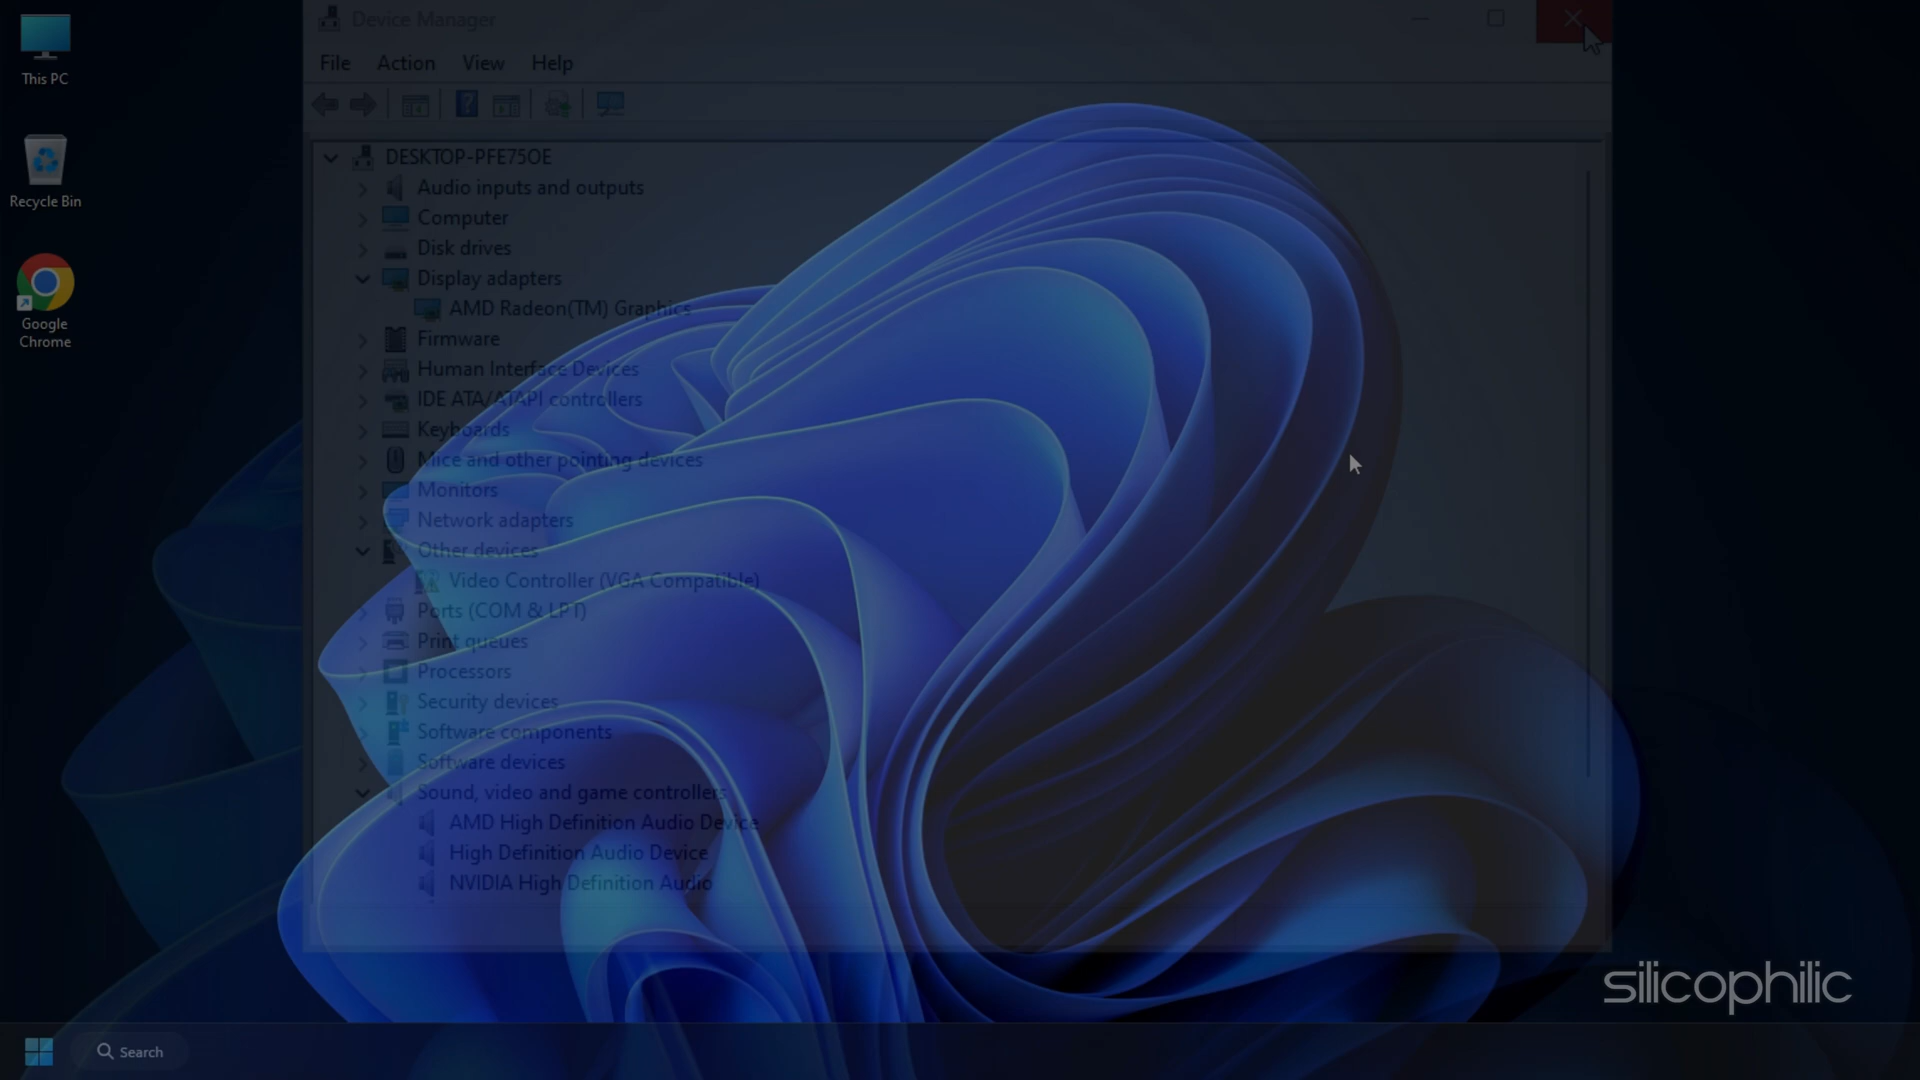 This PC
Recycle Bin
Google
Chrome
Device Manager
File Action View Help
DESKTOP-PFE75OE
Audio inputs and outputs
Computer
Disk drives
Display adapters
AMD Radeon(TM) Graphics
Firmware
Human Interface Devices
IDE ATA/ATAPI controllers
Keyboards
Mice and other pointing devices
Monitors
Network adapters
Other devices
Video Controller (VGA Compatible)
Ports (COM & LPT)
Print queues
Processors
Security devices
Software components
Software devices
Sound, video and game controllers
AMD High Definition Audio Device
High Definition Audio Device
NVIDIA High Definition Audio
silicophilic
Search